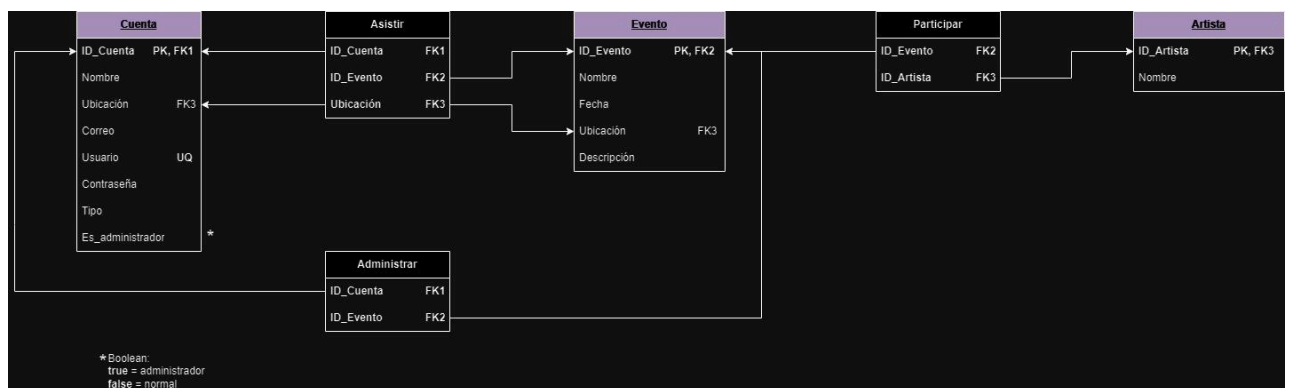 Cuenta
ID_Cuenta PK, FK1
Nombre
Ubicación FK3
Correo
Usuario UQ
Contraseña
Tipo
Es_administrador *
Asistir
ID_Cuenta FK1
ID_Evento FK2
Ubicación FK3
Evento
ID_Evento PK, FK2
Nombre
Fecha
Ubicación FK3
Descripción
Participar
ID_Evento FK2
ID_Artista FK3
Artista
ID_Artista PK, FK3
Nombre
Administrar
ID_Cuenta FK1
ID_Evento FK2
* Boolean:
true = administrador
false = normal